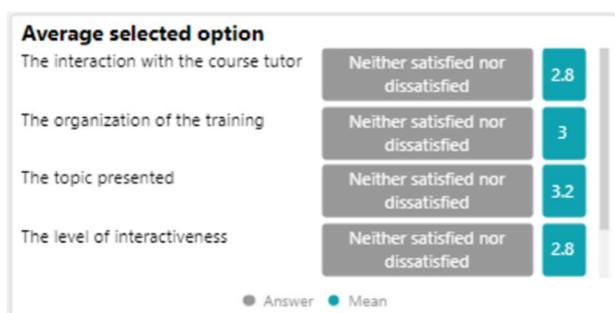 Average selected option
The interaction with the course tutor
Neither satisfied nor
dissatisfied
2.8
The organization of the training
Neither satisfied nor
dissatisfied
3
The topic presented
Neither satisfied nor
dissatisfied
3.2
The level of interactiveness
Neither satisfied nor
dissatisfied
2.8
Answer
Mean